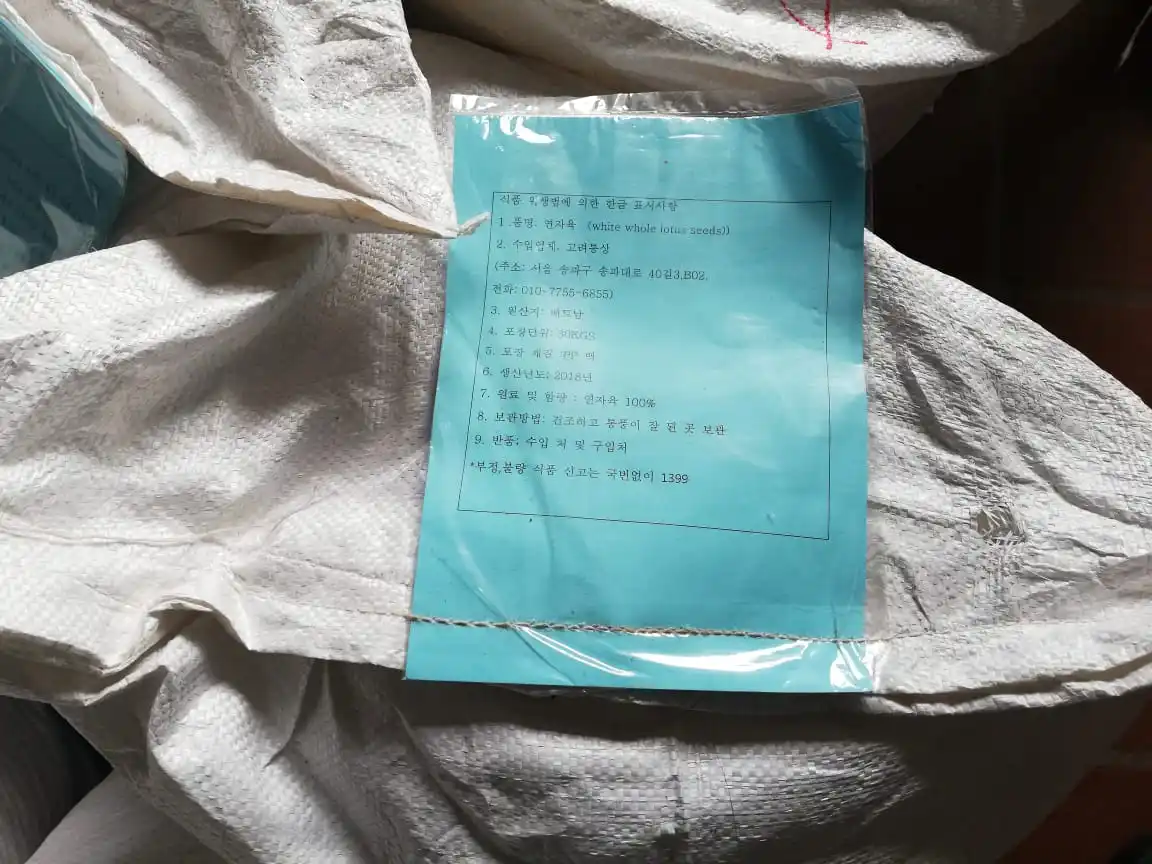 식품 위생법에 의한 한글 표시사항
1. 품명: 연자육 (white whole lotus seeds))
2. 수입업체: 고려통상
(주소: 서울 송파구 송파대로 40길3,B02.
전화: 010-7755-6855)
3. 원산지: 베트남
4. 포장단위: 30KGS
5. 포장 재질 PP 백
6. 생산년도: 2018년
7. 원료 및 함량 : 연자육 100%
8. 보관방법: 건조하고 통풍이 잘 된 곳 보관
9. 반품; 수입 처 및 구입처
*부정,불량 식품 신고는 국번없이 1399